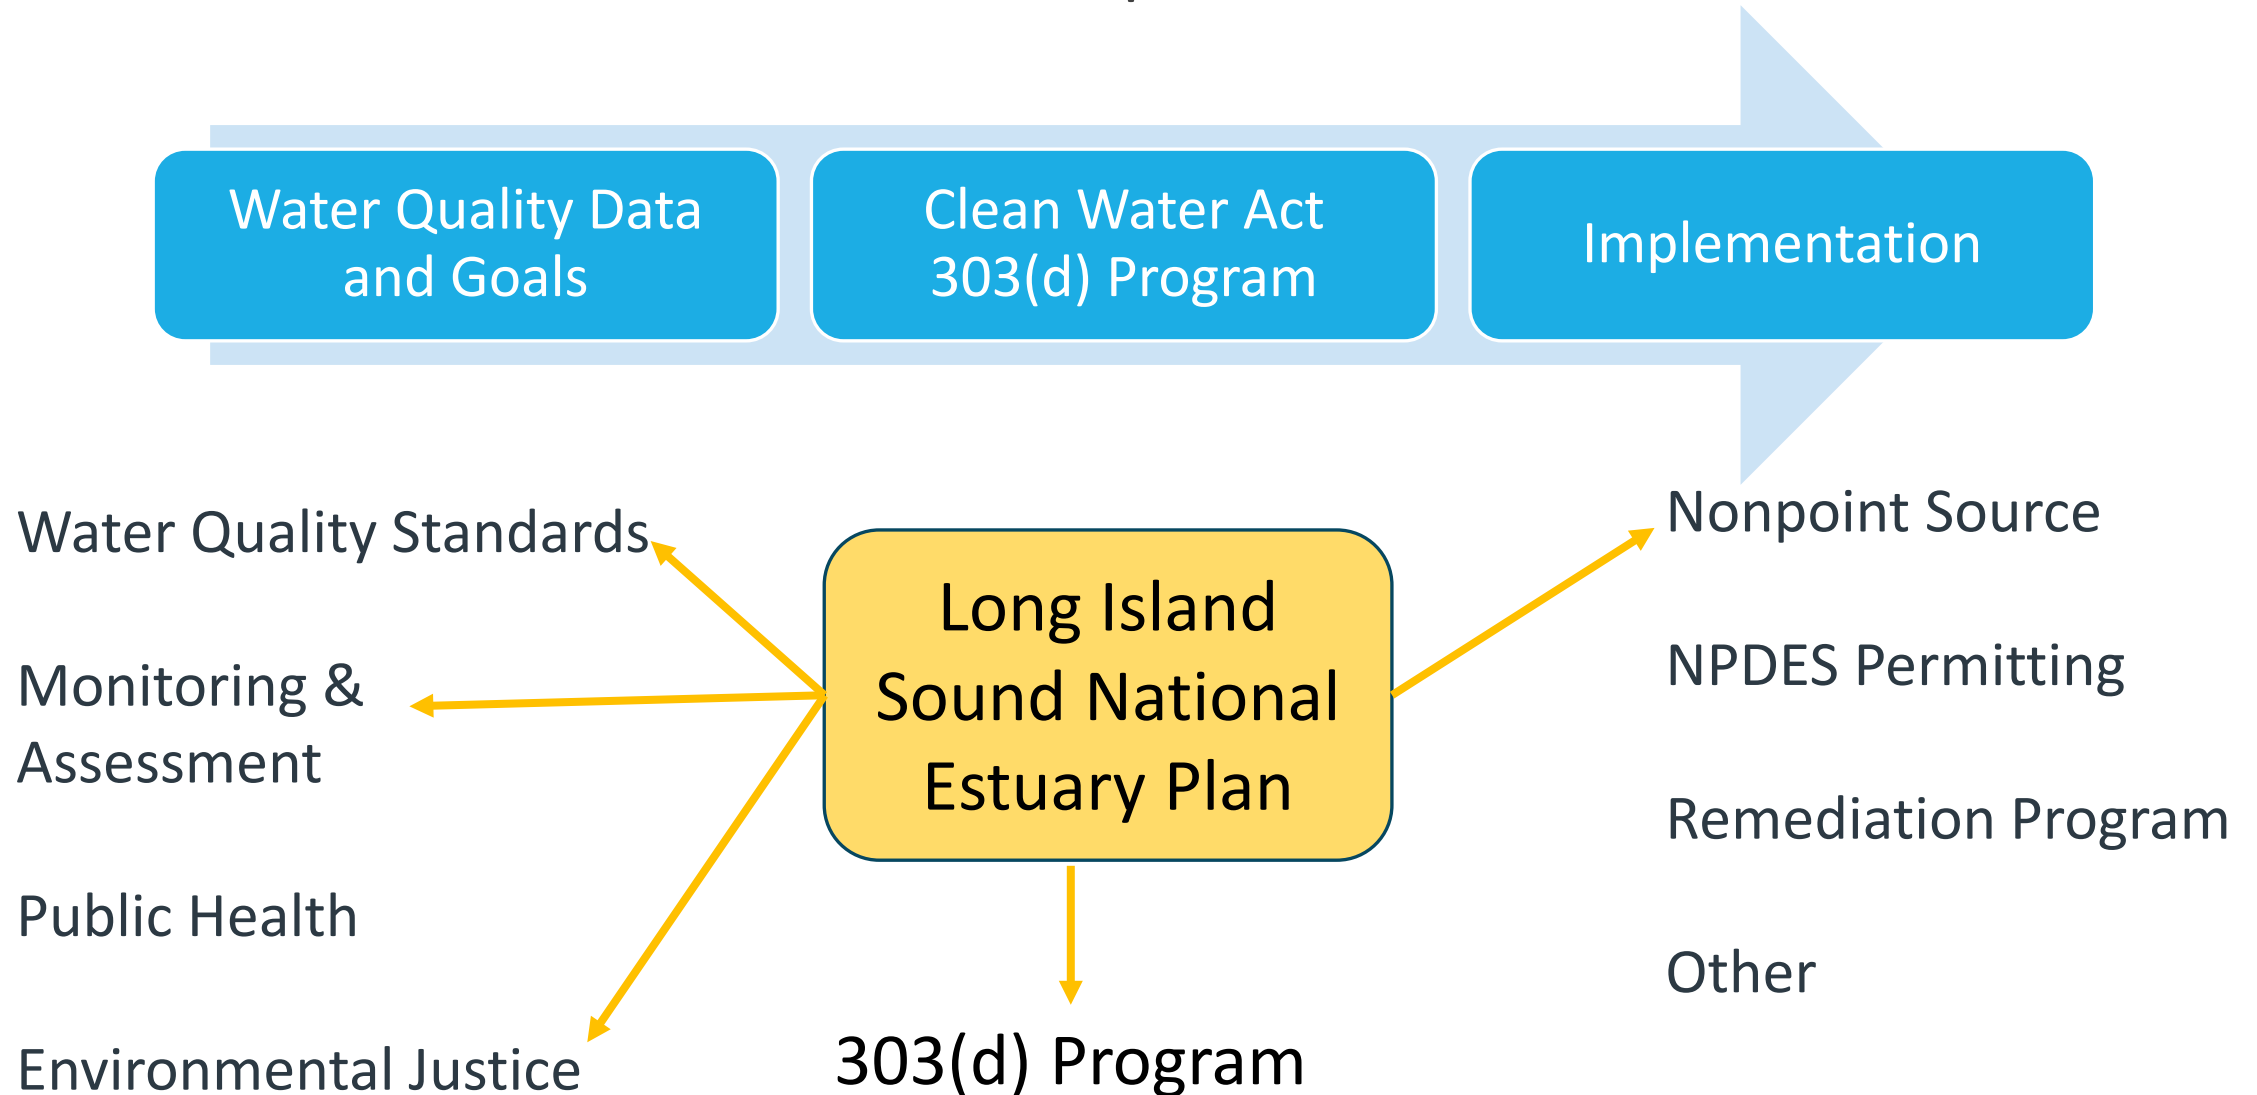 Water Quality Data
and Goals
Clean Water Act
303(d) Program
Implementation
Water Quality Standards
Monitoring &
Assessment
Public Health
Environmental Justice
Long Island
Sound National
Estuary Plan
303(d) Program
Nonpoint Source
NPDES Permitting
Remediation Program
Other